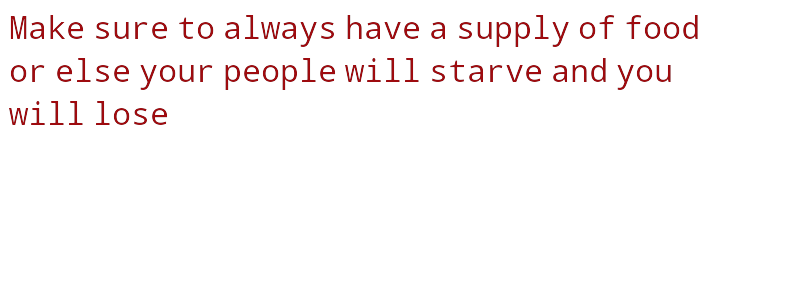 Make sure to always have a supply of food
or else your people will starve and you
will lose